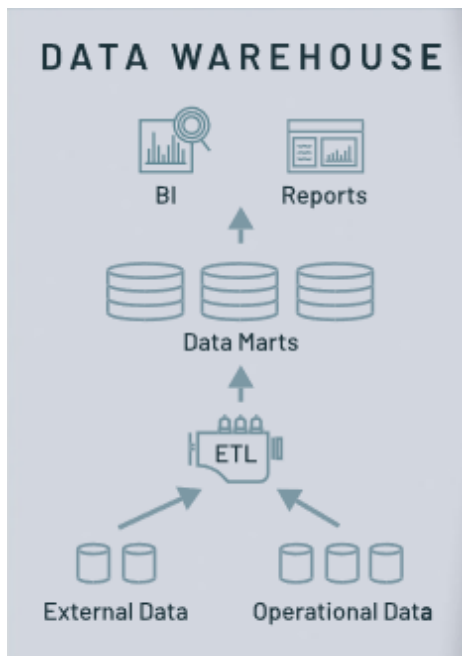 DATA WAREHOUSE
BI
Reports
Data Marts
ETL
External Data
Operational Data